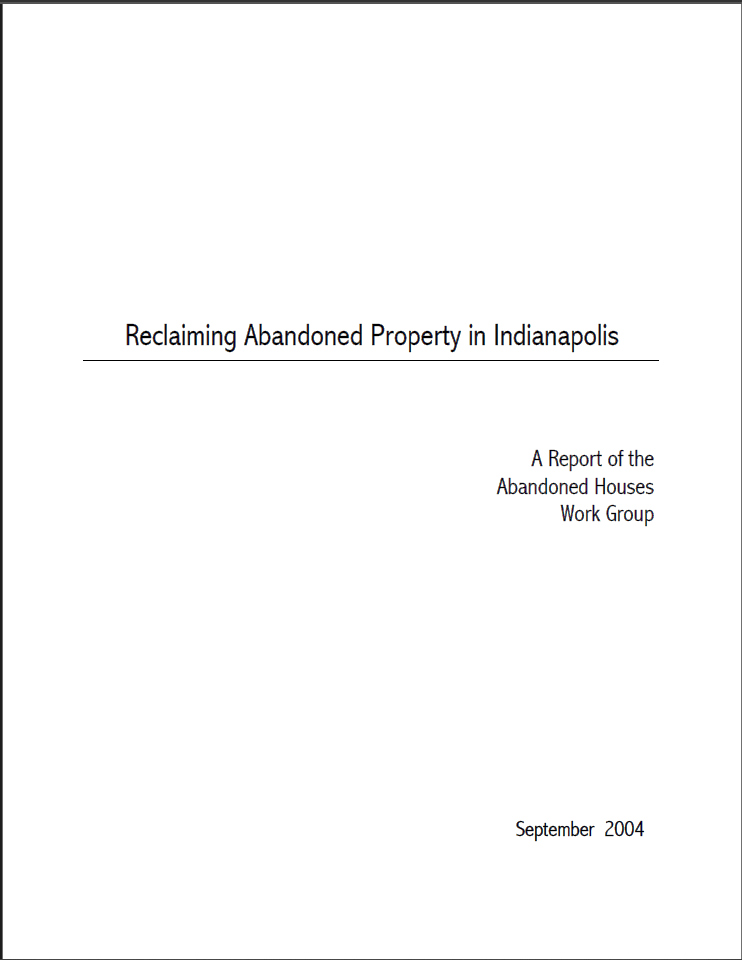 Reclaiming Abandoned Property in Indianapolis
A Report of the
Abandoned Houses
Work Group
September 2004